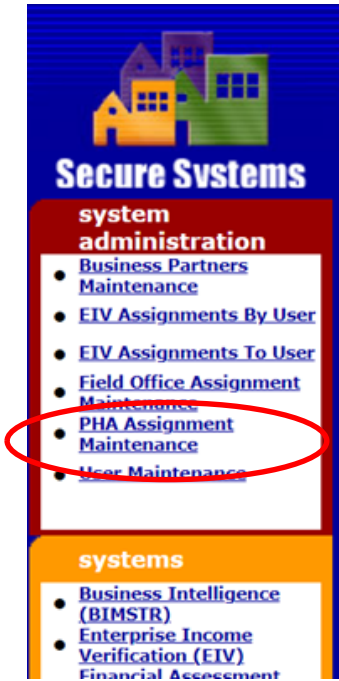 Secure Systems
system
administration
Business Partners
Maintenance
EIV Assignments By User
EIV Assignments To User
Field Office Assignment
Maintenance
PHA Assignment
Maintenance
User Maintenance
systems
Business Intelligence
(BIMSTR)
Enterprise Income
Verification (EIV)
Financial Assessment